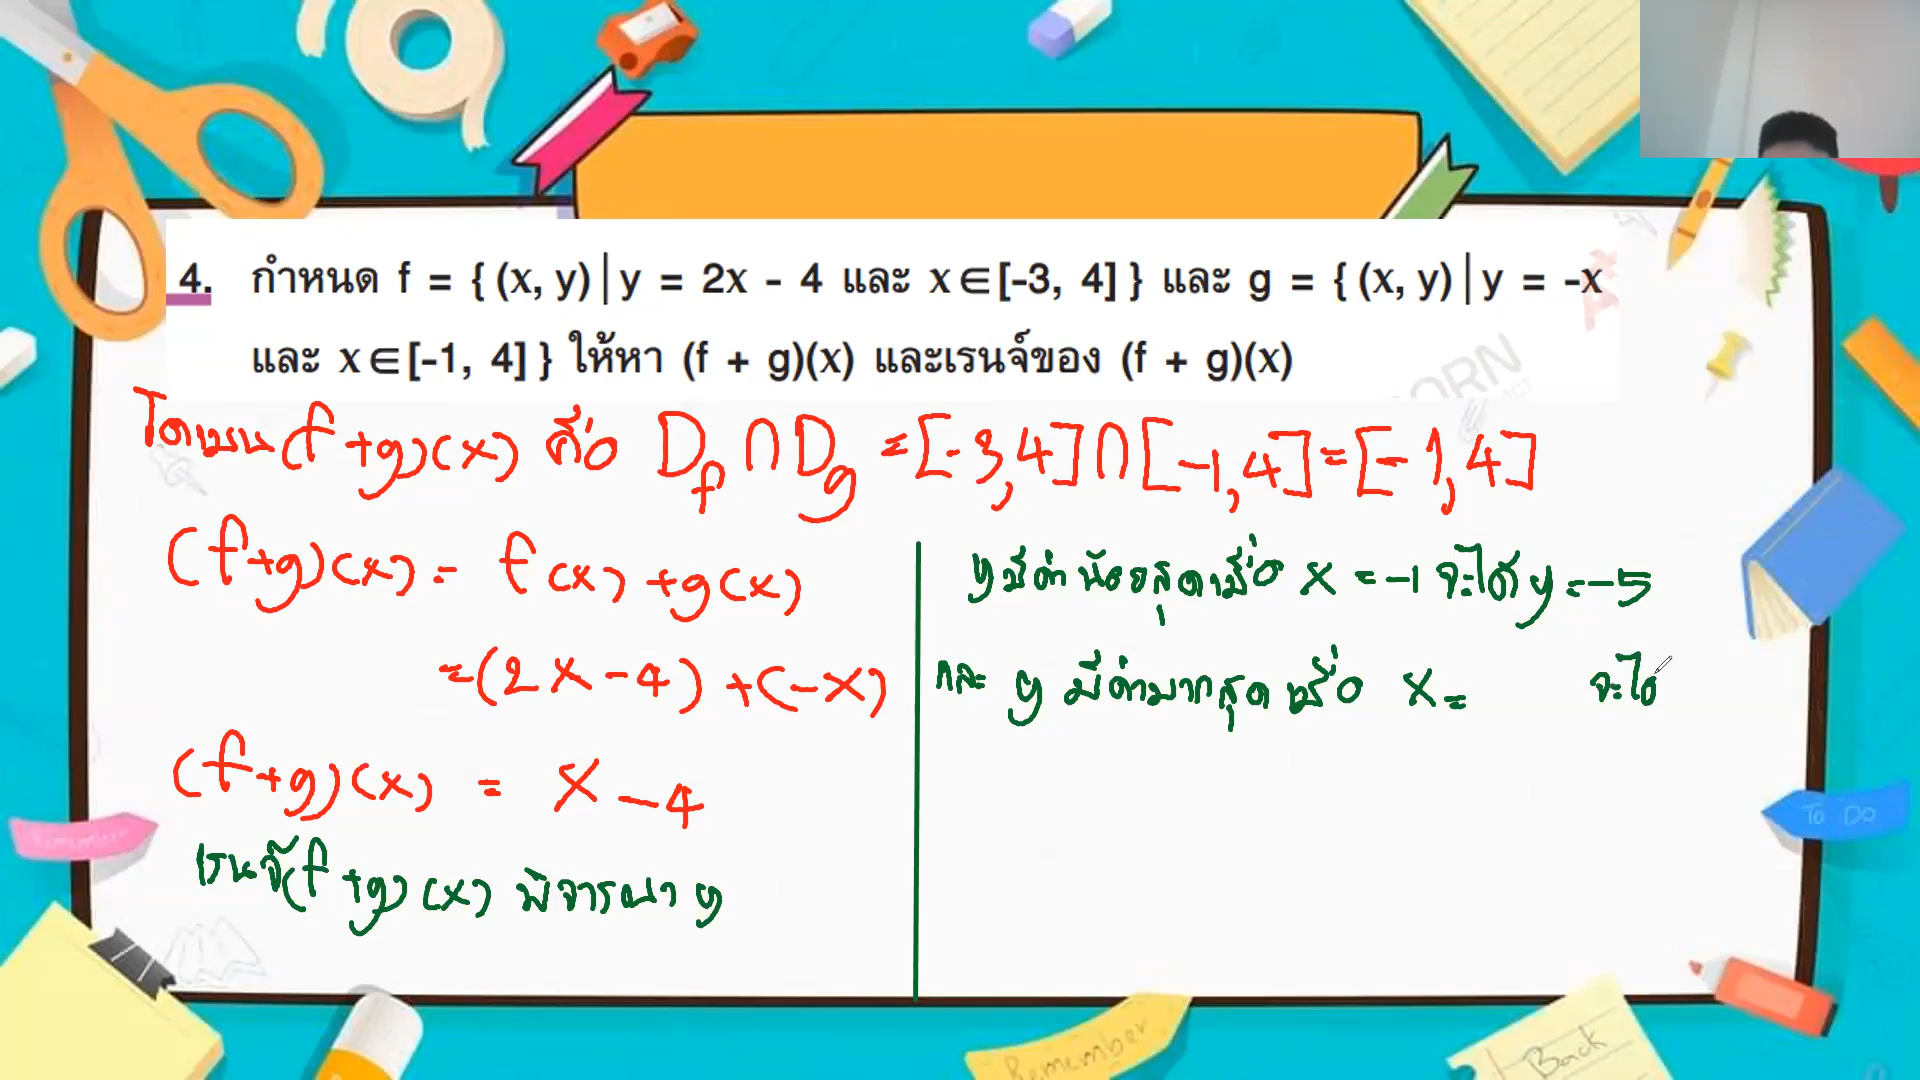 4. กำหนด f = { (x, y) | y = 2x - 4 และ x ∈ [-3, 4] } และ g = { (x, y) | y = -x
และ x ∈ [-1, 4] } ให้หา (f + g)(x) และเรนจ์ของ (f + g)(x)
โดเมน (f+g)(x) คือ D_f ∩ D_g = [-3,4] ∩ [-1,4] = [-1,4]
(f+g)(x) = f(x) + g(x)
= (2x-4) + (-x)
(f+g)(x) = x - 4
เรนจ์ (f+g)(x) พิจารณา y
y มีค่าน้อยสุดเมื่อ x = -1 จะได้ y = -5
และ y มีค่ามากสุดเมื่อ x = จะได
Remember
To Do
Remember
Back